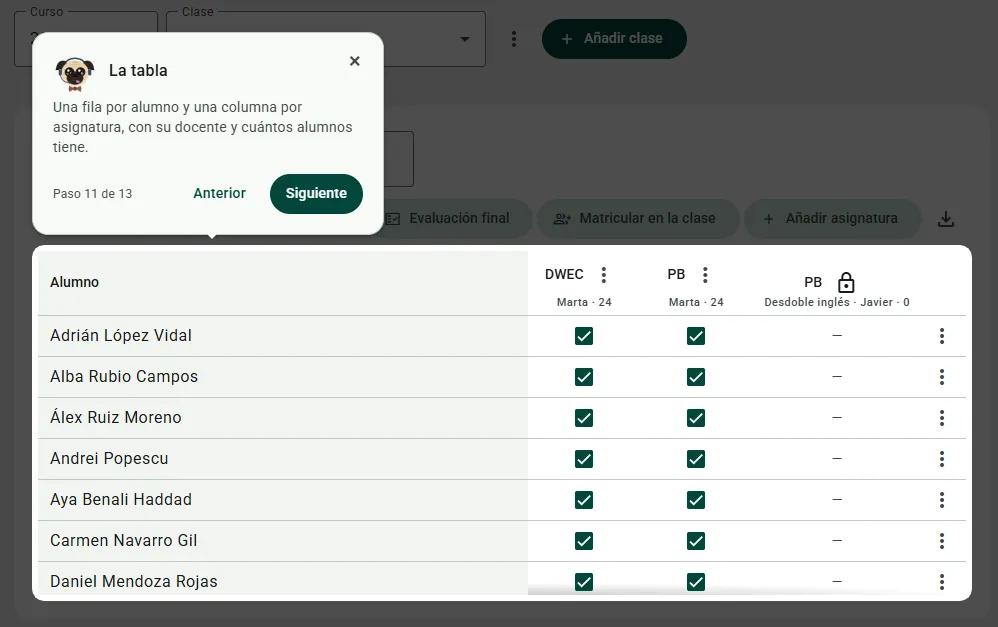 Curso
Clase
Añadir clase
La tabla
Una fila por alumno y una columna por
asignatura, con su docente y cuántos alumnos
tiene.
Paso 11 de 13
Anterior
Siguiente
Evaluación final
Matricular en la clase
Añadir asignatura
Alumno
DWEC
PB
PB
Marta · 24
Marta · 24
Desdoble inglés · Javier · 0
Adrián López Vidal
–
Alba Rubio Campos
–
Álex Ruiz Moreno
–
Andrei Popescu
–
Aya Benali Haddad
–
Carmen Navarro Gil
–
Daniel Mendoza Rojas
–